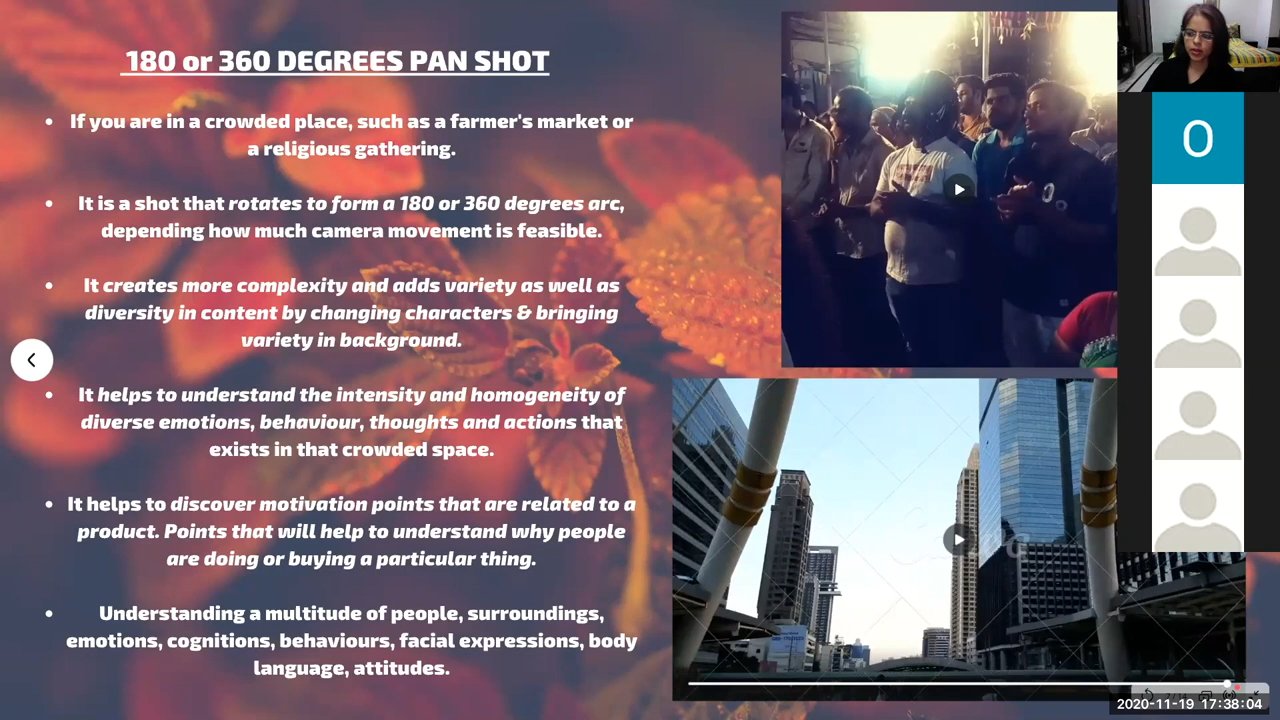 180 or 360 DEGREES PAN SHOT
• If you are in a crowded place, such as a farmer's market or
a religious gathering.
• It is a shot that rotates to form a 180 or 360 degrees arc,
depending how much camera movement is feasible.
• It creates more complexity and adds variety as well as
diversity in content by changing characters & bringing
variety in background.
• It helps to understand the intensity and homogeneity of
diverse emotions, behaviour, thoughts and actions that
exists in that crowded space.
• It helps to discover motivation points that are related to a
product. Points that will help to understand why people
are doing or buying a particular thing.
• Understanding a multitude of people, surroundings,
emotions, cognitions, behaviours, facial expressions, body
language, attitudes.
O
2020-11-19 17:38:04